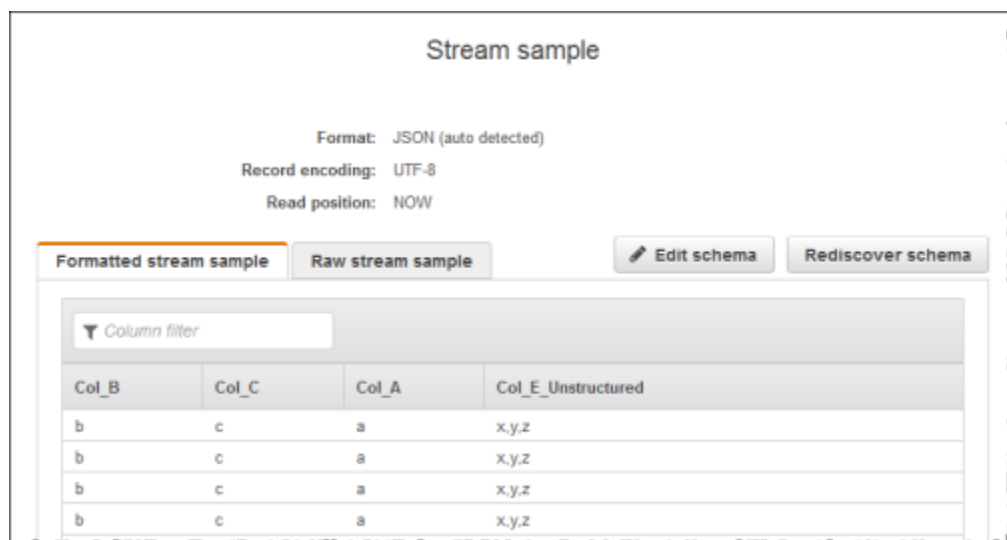 Stream sample
Format: JSON (auto detected)
Record encoding: UTF-8
Read position: NOW
Formatted stream sample Raw stream sample Edit schema Rediscover schema
Column filter
Col_B Col_C Col_A Col_E_Unstructured
b c a x,y,z
b c a x,y,z
b c a x,y,z
b c a x,y,z